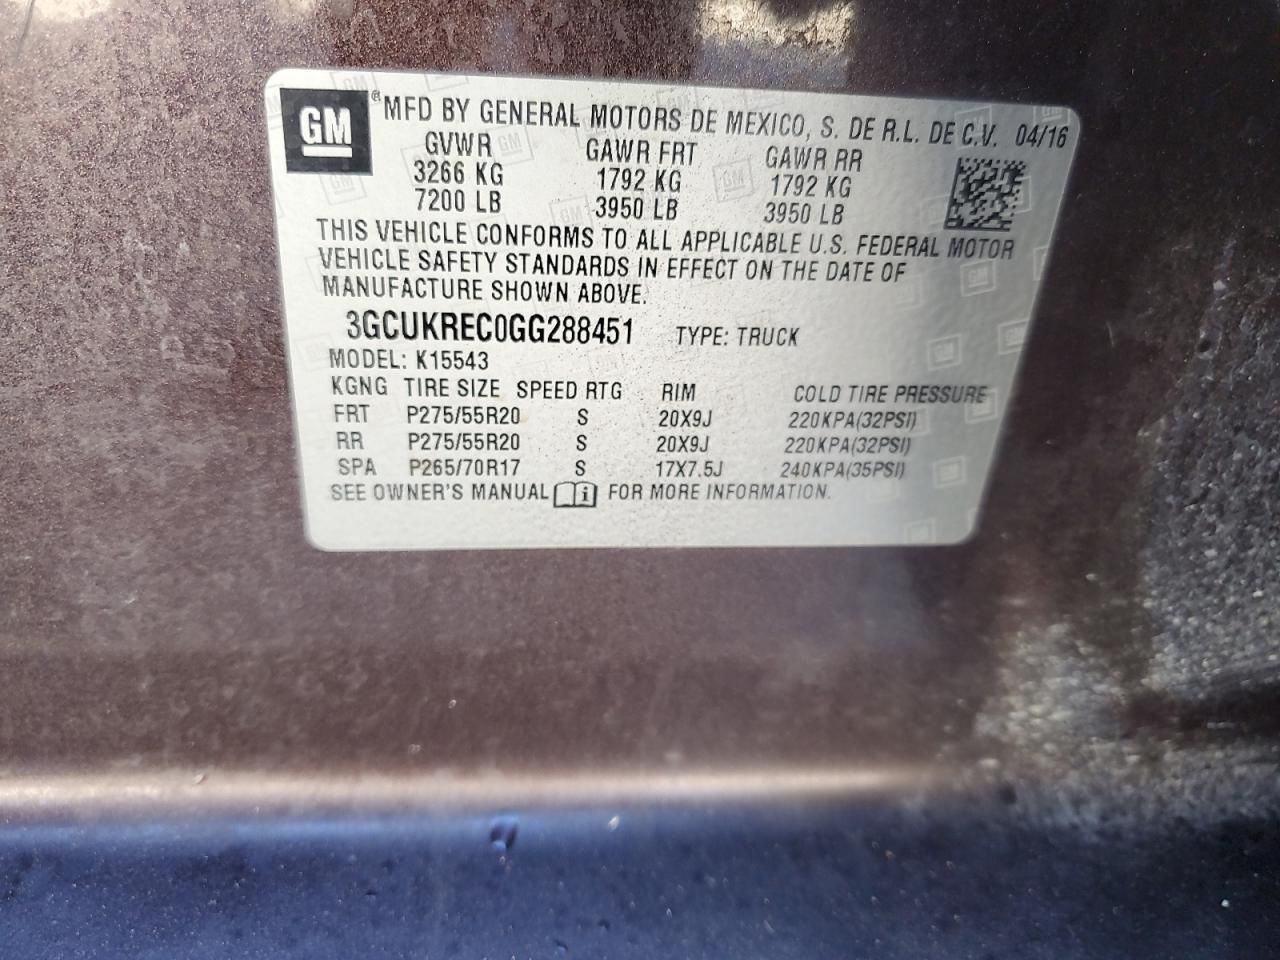 GM ® MFD BY GENERAL MOTORS DE MEXICO, S. DE R.L. DE C.V. 04/16
GVWR GAWR FRT GAWR RR
3266 KG 1792 KG 1792 KG
7200 LB 3950 LB 3950 LB
THIS VEHICLE CONFORMS TO ALL APPLICABLE U.S. FEDERAL MOTOR
VEHICLE SAFETY STANDARDS IN EFFECT ON THE DATE OF
MANUFACTURE SHOWN ABOVE.
3GCUKREC0GG288451 TYPE: TRUCK
MODEL: K15543
KGNG TIRE SIZE SPEED RTG RIM COLD TIRE PRESSURE
FRT P275/55R20 S 20X9J 220KPA(32PSI)
RR P275/55R20 S 20X9J 220KPA(32PSI)
SPA P265/70R17 S 17X7.5J 240KPA(35PSI)
SEE OWNER'S MANUAL i FOR MORE INFORMATION.